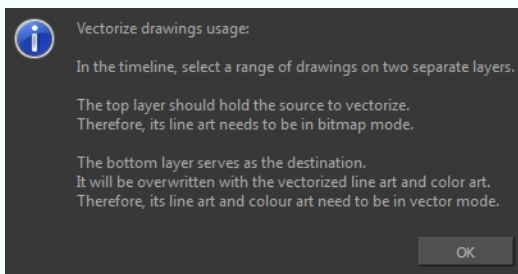 Vectorize drawings usage:
In the timeline, select a range of drawings on two separate layers.
The top layer should hold the source to vectorize.
Therefore, its line art needs to be in bitmap mode.
The bottom layer serves as the destination.
It will be overwritten with the vectorized line art and color art.
Therefore, its line art and colour art need to be in vector mode.
OK